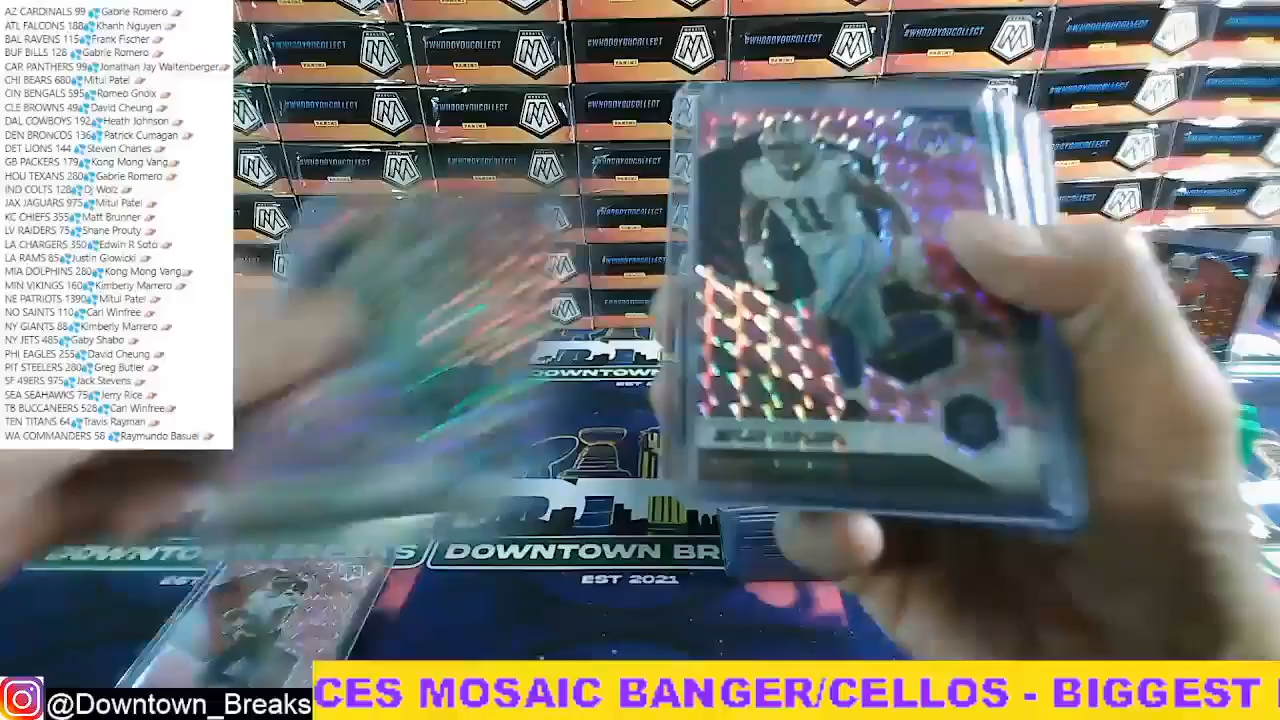 AZ CARDINALS 99💦Gabrie Romero
ATL FALCONS 188💦Khanh Nguyen
BAL RAVENS 115💦Frank Fischer
BUF BILLS 128 💦Gabrie Romero
CAR PANTHERS 99💦Jonathan Jay Waltenberger
CHI BEARS 680💦Mitul Patel
CIN BENGALS 595💦Romeo Gnoix
CLE BROWNS 49💦David Cheung
DAL COWBOYS 192💦Heath Johnson
DEN BRONCOS 136💦Patrick Cumagan
DET LIONS 144 💦Steven Charles
GB PACKERS 179💦Kong Mong Vang
HOU TEXANS 280💦Gabrie Romero
IND COLTS 128💦DJ Wolz
JAX JAGUARS 975💦Mitul Patel
KC CHIEFS 355💦Matt Brunner
LV RAIDERS 75💦Shane Prouty
LA CHARGERS 350💦Edwin R Soto
LA RAMS 85💦Justin Glowicki
MIA DOLPHINS 280💦Kong Mong Vang
MIN VIKINGS 160💦Kimberly Marrero
NE PATRIOTS 1390💦Mitul Patel
NO SAINTS 110💦Carl Winfree
NY GIANTS 88💦Kimberly Marrero
NY JETS 485💦Gaby Shabo
PHI EAGLES 255💦David Cheung
PIT STEELERS 280💦Greg Butler
SF 49ERS 975💦Jack Stevens
SEA SEAHAWKS 75💦Jerry Rice
TB BUCCANEERS 528💦Carl Winfree
TEN TITANS 64💦Travis Rayman
WA COMMANDERS 58 💦Raymundo Basuel
#WHODOYOUCOLLECT
PANINI
11
DOWNTOWN
DOWNTOWN BREAKS
DOWNTOWN BR
EST 2021
@Downtown_Breaks
CES MOSAIC BANGER/CELLOS - BIGGEST